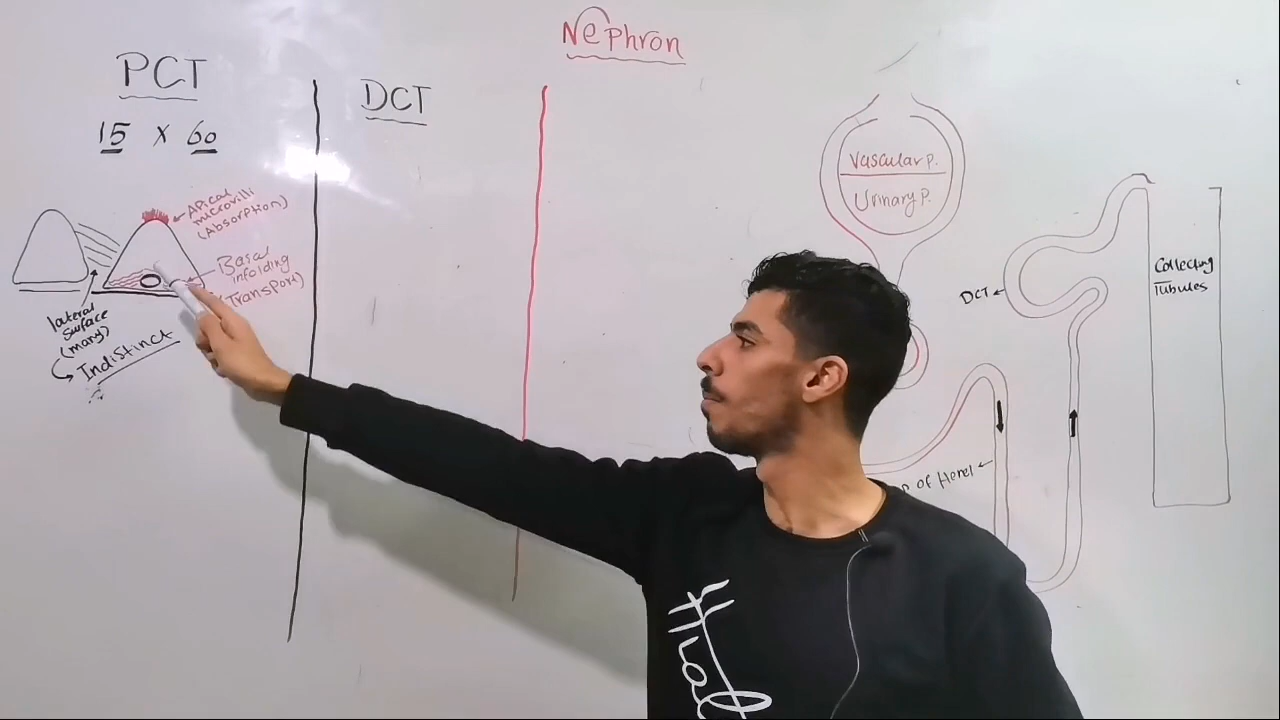 Nephron
PCT
15 x 60
Apical
microvilli
(Absorption)
Basal
infolding
(Transport)
lateral
surface
(many)
Indistinct
DCT
Vascular P.
Urinary P.
DCT
Collecting
Tubules
of Henel